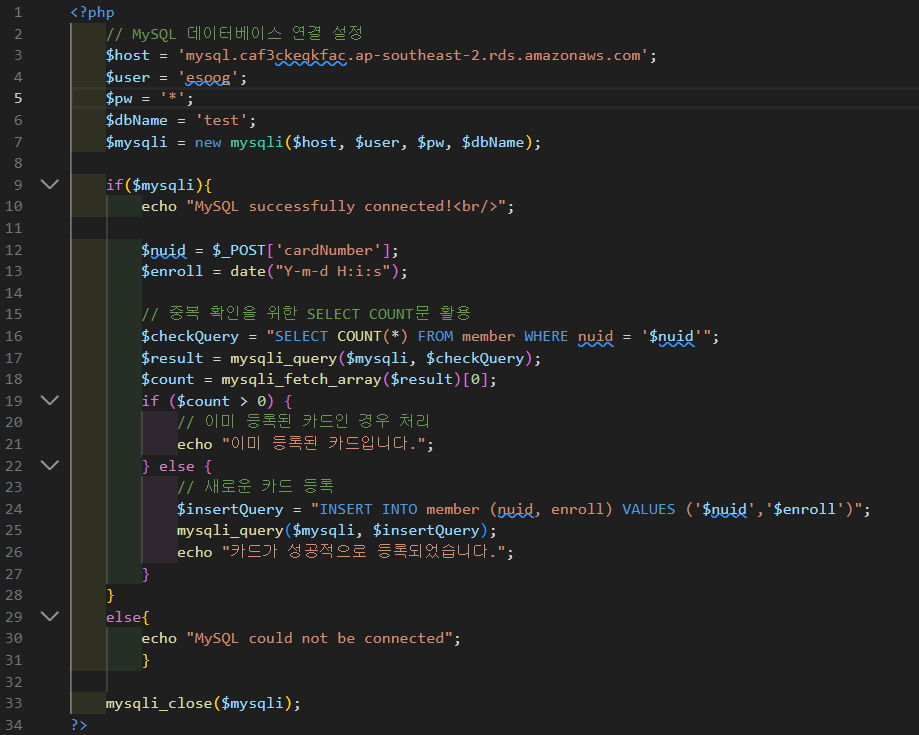 1 <?php
2 // MySQL 데이터베이스 연결 설정
3 $host = 'mysql.caf3ckeqkfac.ap-southeast-2.rds.amazonaws.com';
4 $user = 'esoog';
5 $pw = '*';
6 $dbName = 'test';
7 $mysqli = new mysqli($host, $user, $pw, $dbName);
8
9 if($mysqli){
10 echo "MySQL successfully connected!<br/>";
11
12 $nuid = $_POST['cardNumber'];
13 $enroll = date("Y-m-d H:i:s");
14
15 // 중복 확인을 위한 SELECT COUNT문 활용
16 $checkQuery = "SELECT COUNT(*) FROM member WHERE nuid = '$nuid'";
17 $result = mysqli_query($mysqli, $checkQuery);
18 $count = mysqli_fetch_array($result)[0];
19 if ($count > 0) {
20 // 이미 등록된 카드인 경우 처리
21 echo "이미 등록된 카드입니다.";
22 } else {
23 // 새로운 카드 등록
24 $insertQuery = "INSERT INTO member (nuid, enroll) VALUES ('$nuid','$enroll')";
25 mysqli_query($mysqli, $insertQuery);
26 echo "카드가 성공적으로 등록되었습니다.";
27 }
28 }
29 else{
30 echo "MySQL could not be connected";
31 }
32
33 mysqli_close($mysqli);
34 ?>